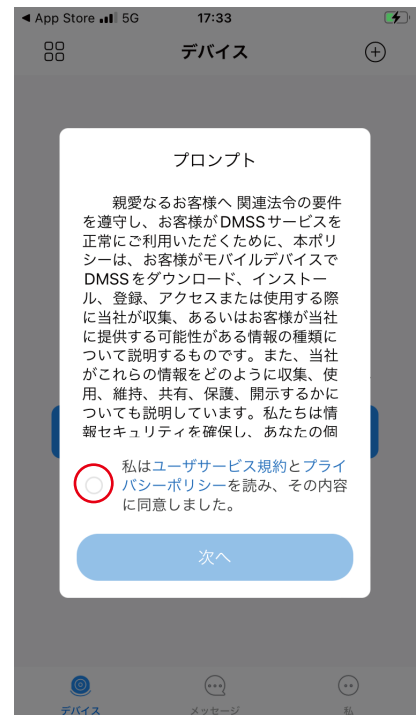 ◀ App Store 5G 17:33
デバイス
プロンプト
親愛なるお客様へ 関連法令の要件
を遵守し、お客様がDMSSサービスを
正常にご利用いただくために、本ポリ
シーは、お客様がモバイルデバイスで
DMSSをダウンロード、インストー
ル、登録、アクセスまたは使用する際
に当社が収集、あるいはお客様が当社
に提供する可能性がある情報の種類に
ついて説明するものです。また、当社
がこれらの情報をどのように収集、使
用、維持、共有、保護、開示するかに
ついても説明しています。私たちは情
報セキュリティを確保し、あなたの個
私はユーザサービス規約とプライ
バシーポリシーを読み、その内容
に同意しました。
次へ
デバイス メッセージ 私